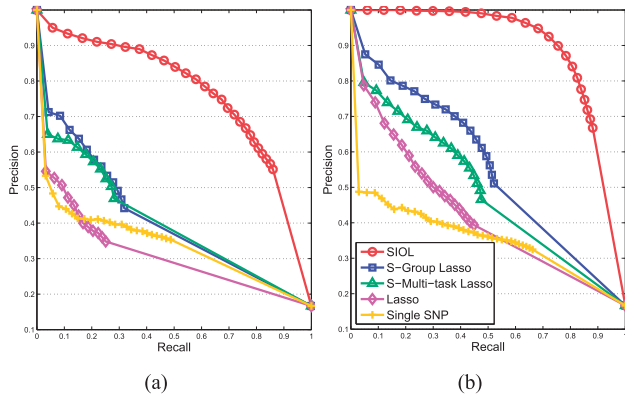 1
0.9
0.8
0.7
0.6
0.5
0.4
0.3
0.2
0.1
Precision
0 0.1 0.2 0.3 0.4 0.5 0.6 0.7 0.8 0.9 1
Recall
(a)
1
0.9
0.8
0.7
0.6
0.5
0.4
0.3
0.2
0.1
Precision
SIOL
S−Group Lasso
S−Multi−task Lasso
Lasso
Single SNP
0 0.1 0.2 0.3 0.4 0.5 0.6 0.7 0.8 0.9 1
Recall
(b)